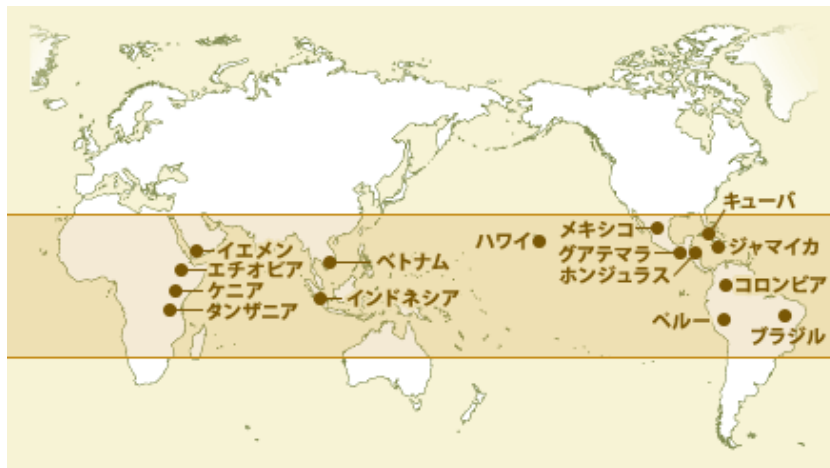 キューバ
メキシコ
ハワイ
グアテマラ
ジャマイカ
イエメン
ベトナム
エチオピア
ホンジュラス
コロンビア
ケニア
インドネシア
タンザニア
ペルー
ブラジル